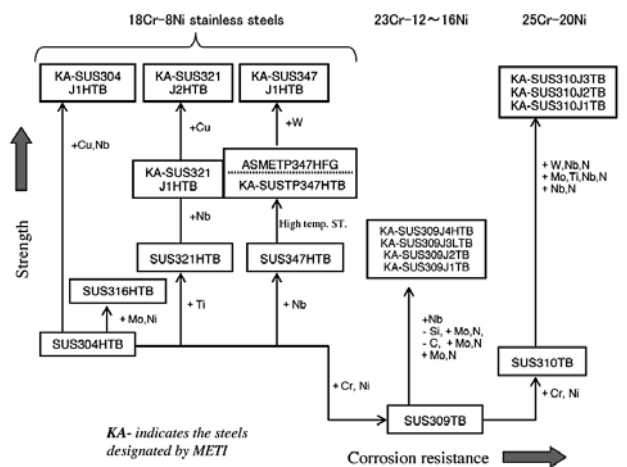 18Cr-8Ni stainless steels
23Cr-12～16Ni
25Cr-20Ni
KA-SUS304
J1HTB
KA-SUS321
J2HTB
KA-SUS347
J1HTB
KA-SUS310J3TB
KA-SUS310J2TB
KA-SUS310J1TB
+Cu,Nb
+Cu
+W
KA-SUS321
J1HTB
ASMETP347HFG
KA-SUSTP347HTB
+ W,Nb,N
+ Mo,Ti,Nb,N
+ Nb,N
+Nb
High temp. ST.
KA-SUS309J4HTB
KA-SUS309J3LTB
KA-SUS309J2TB
KA-SUS309J1TB
Strength
SUS321HTB
SUS347HTB
SUS316HTB
+ Mo,Ni
+ Ti
+ Nb
+Nb
- Si, + Mo,N,
- C, + Mo,N
+ Mo,N
SUS304HTB
SUS310TB
+ Cr, Ni
+ Cr, Ni
SUS309TB
KA- indicates the steels
designated by METI
Corrosion resistance